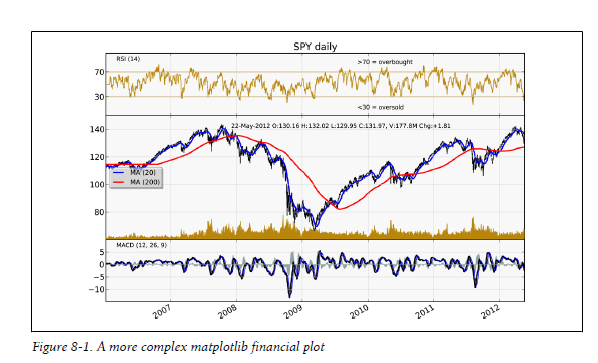 SPY daily
RSI (14)
>70 = overbought
70
30
<30 = oversold
22-May-2012 O:130.16 H:132.02 L:129.95 C:131.97, V:177.8M Chg:+1.81
140
120
100
80
MA (20)
MA (200)
MACD (12, 26, 9)
5
0
−5
−10
2007
2008
2009
2010
2011
2012
Figure 8-1. A more complex matplotlib financial plot